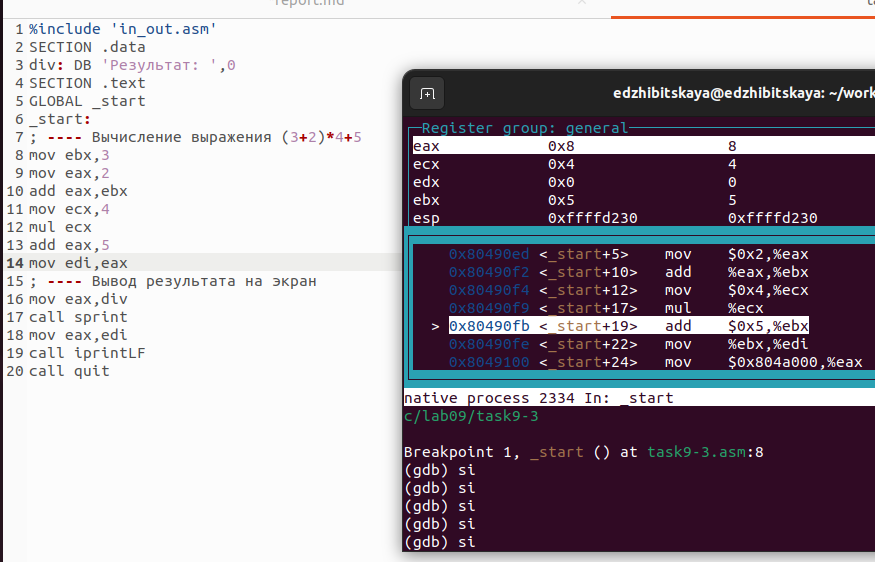 report.md
1 %include 'in_out.asm'
2 SECTION .data
3 div: DB 'Результат: ',0
4 SECTION .text
5 GLOBAL _start
6 _start:
7 ; ---- Вычисление выражения (3+2)*4+5
8 mov ebx,3
9 mov eax,2
10 add eax,ebx
11 mov ecx,4
12 mul ecx
13 add eax,5
14 mov edi,eax
15 ; ---- Вывод результата на экран
16 mov eax,div
17 call sprint
18 mov eax,edi
19 call iprintLF
20 call quit
edzhibitskaya@edzhibitskaya: ~/work
Register group: general
eax 0x8 8
ecx 0x4 4
edx 0x0 0
ebx 0x5 5
esp 0xffffd230 0xffffd230
0x80490ed <_start+5> mov $0x2,%eax
0x80490f2 <_start+10> add %eax,%ebx
0x80490f4 <_start+12> mov $0x4,%ecx
0x80490f9 <_start+17> mul %ecx
> 0x80490fb <_start+19> add $0x5,%ebx
0x80490fe <_start+22> mov %ebx,%edi
0x8049100 <_start+24> mov $0x804a000,%eax
native process 2334 In: _start
c/lab09/task9-3
Breakpoint 1, _start () at task9-3.asm:8
(gdb) si
(gdb) si
(gdb) si
(gdb) si
(gdb) si